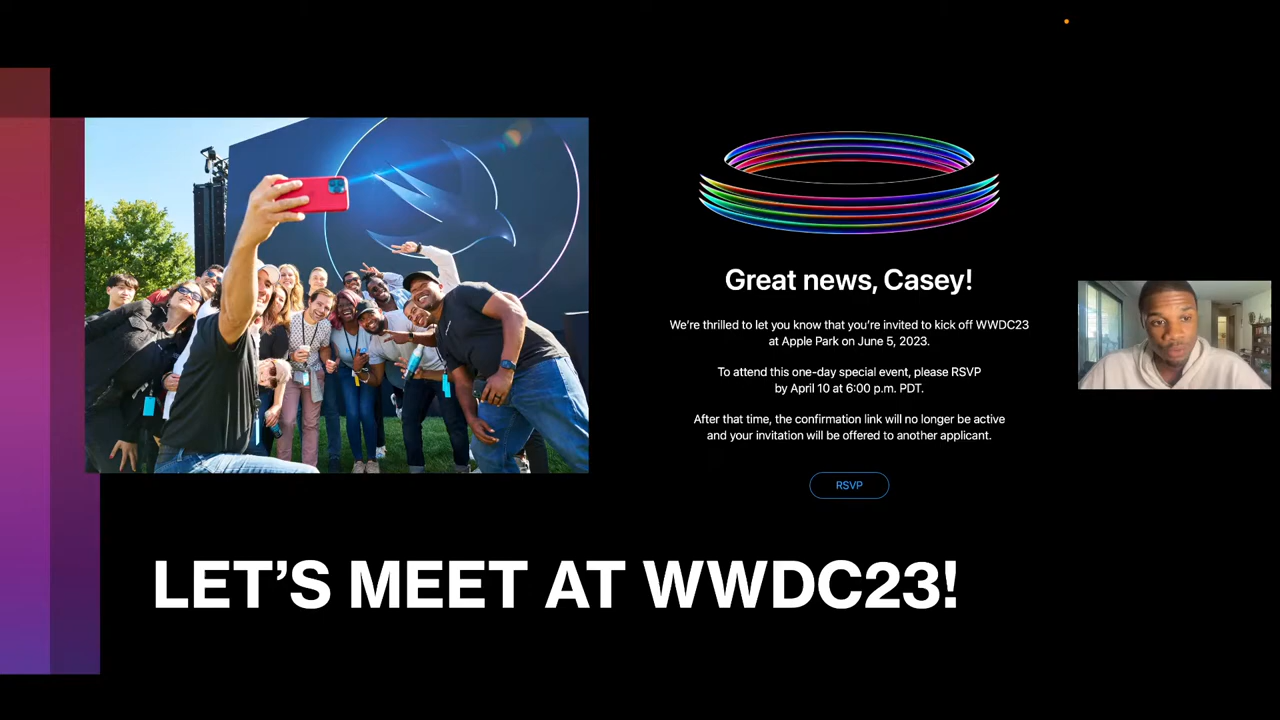 Great news, Casey!
We’re thrilled to let you know that you’re invited to kick off WWDC23
at Apple Park on June 5, 2023.
To attend this one-day special event, please RSVP
by April 10 at 6:00 p.m. PDT.
After that time, the confirmation link will no longer be active
and your invitation will be offered to another applicant.
RSVP
LET’S MEET AT WWDC23!